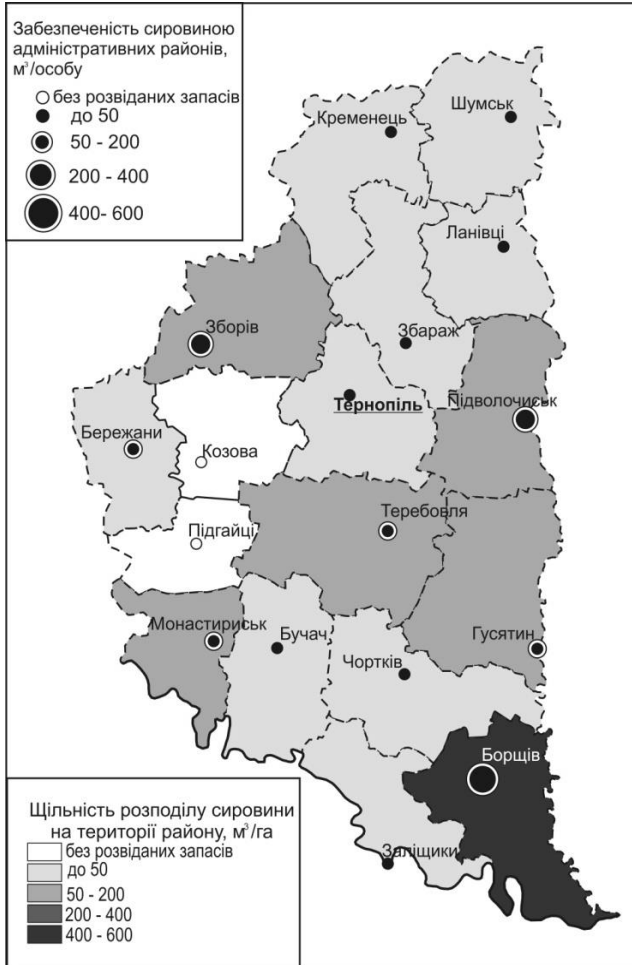 Забезпеченість сировиною
адміністративних районів,
м³/особу
без розвіданих запасів
до 50
50 - 200
200 - 400
400- 600
Шумськ
Кременець
Ланівці
Збараж
Зборів
Тернопіль
Підволочиськ
Бережани
Козова
Теребовля
Підгайці
Монастириськ
Бучач
Гусятин
Чортків
Борщів
Заліщики
Щільність розподілу сировини
на території району, м³/га
без розвіданих запасів
до 50
50 - 200
200 - 400
400 - 600